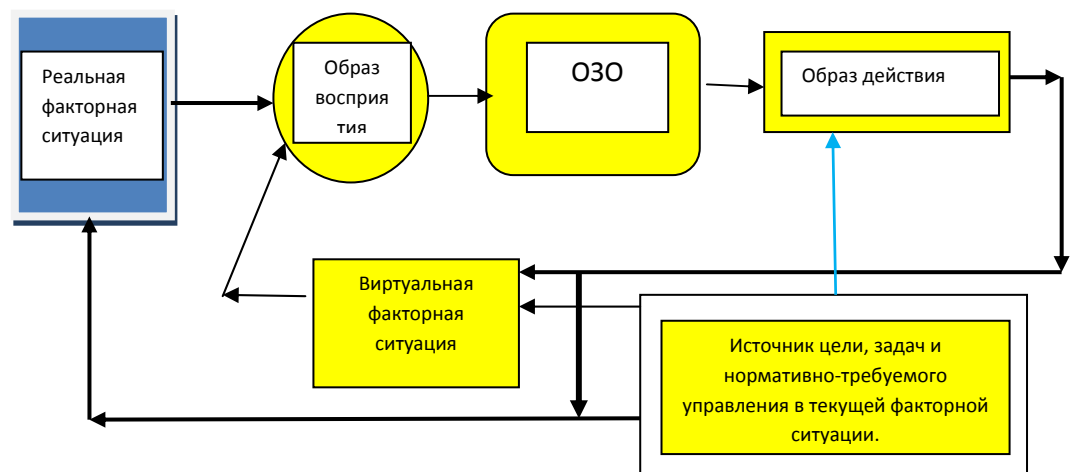 Реальная
факторная
ситуация
Образ
восприя
тия
ОЗО
Образ действия
Виртуальная
факторная
ситуация
Источник цели, задач и
нормативно-требуемого
управления в текущей факторной
ситуации.